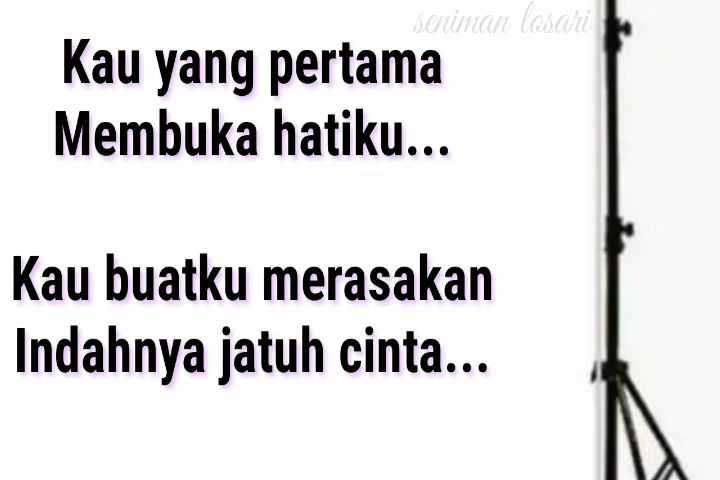 seniman losari
Kau yang pertama
Membuka hatiku...
Kau buatku merasakan
Indahnya jatuh cinta...